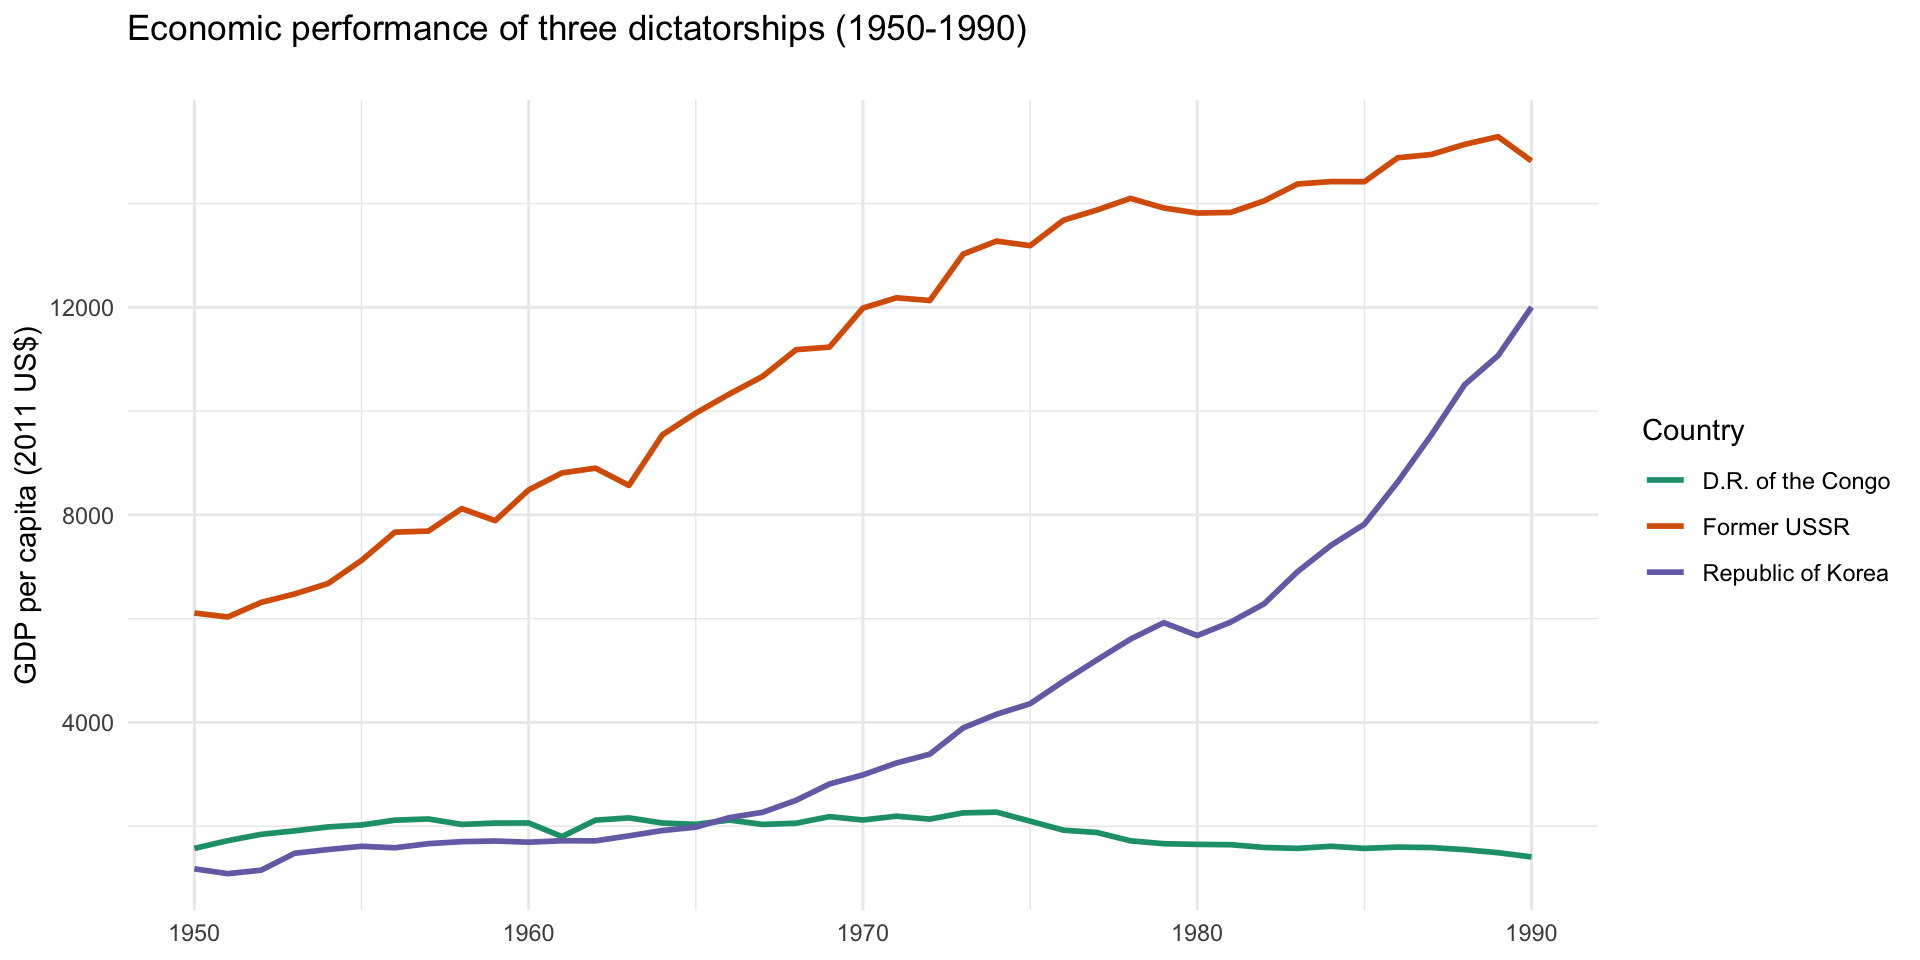 Economic performance of three dictatorships (1950-1990)
GDP per capita (2011 US$)
12000
8000
4000
1950
1960
1970
1980
1990
Country
D.R. of the Congo
Former USSR
Republic of Korea